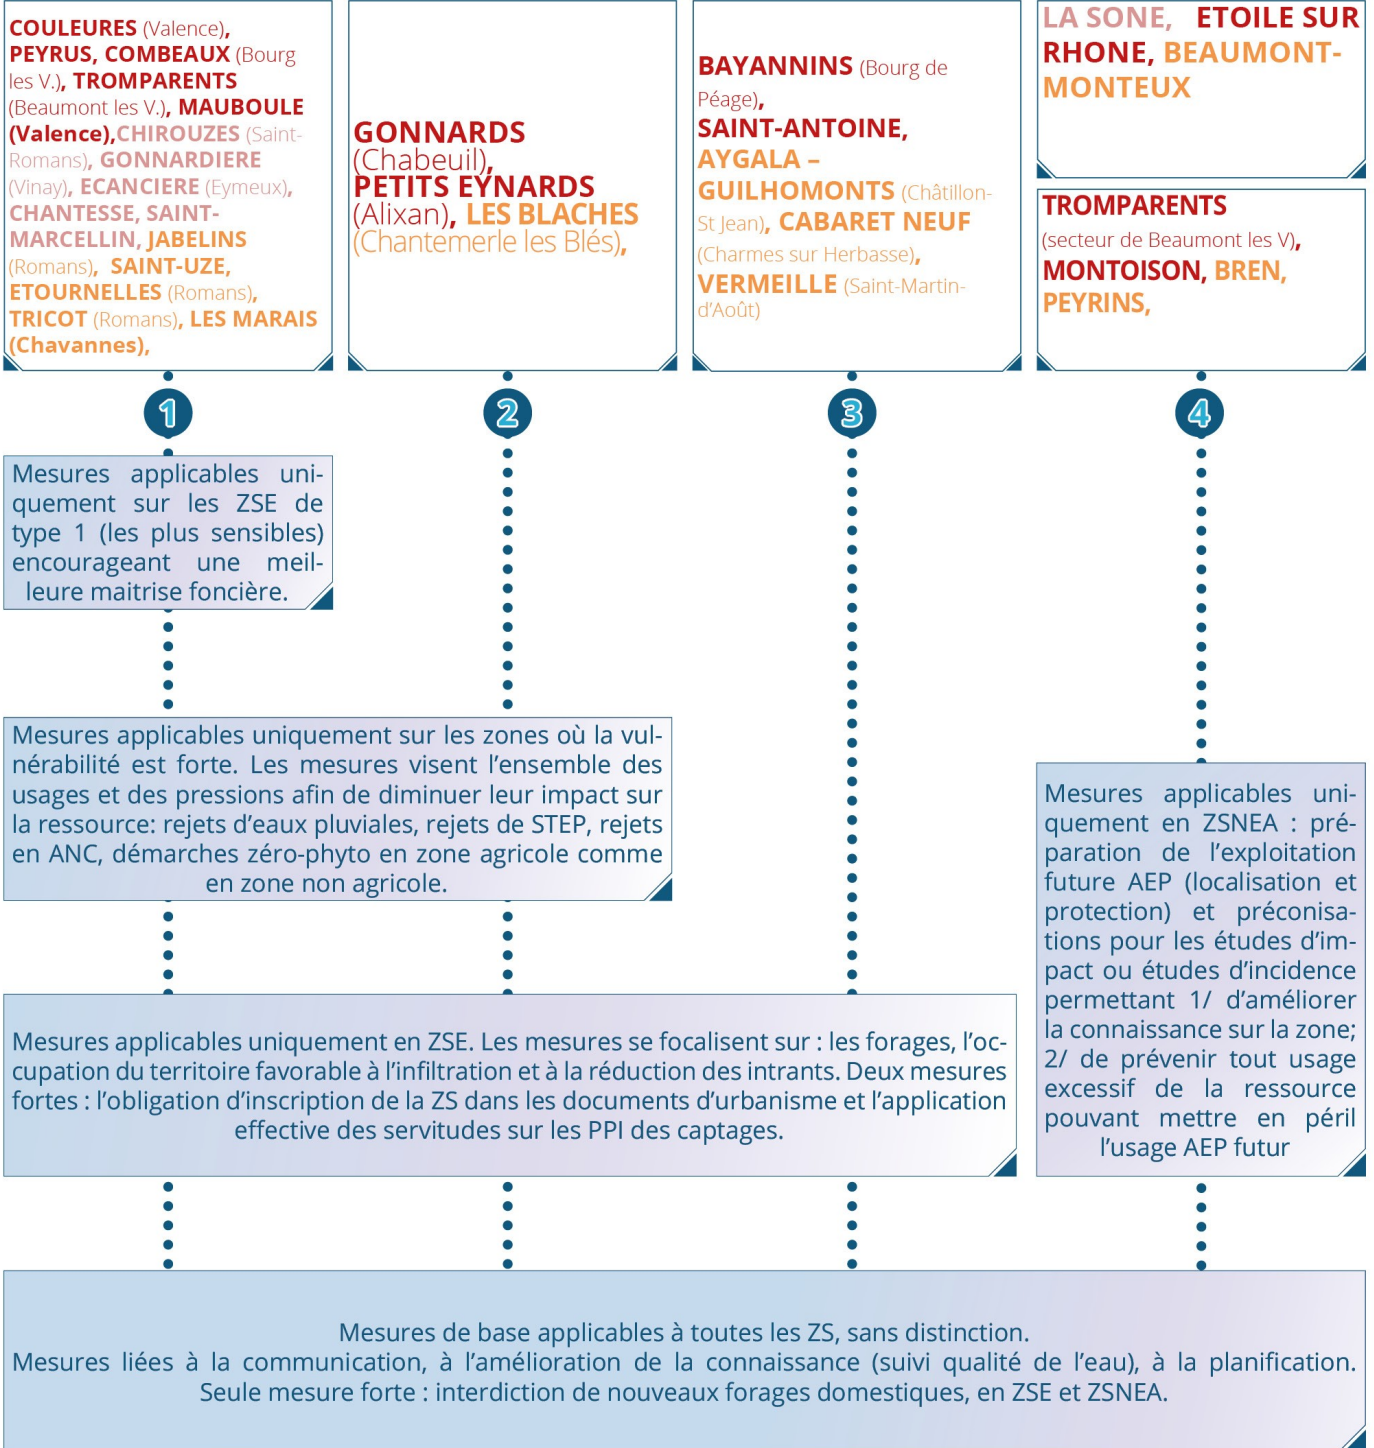 COULEURES (Valence),
PEYRUS, COMBEAUX (Bourg
les V.), TROMPARENTS
(Beaumont les V.), MAUBOULE
(Valence),CHIROUZES (Saint-
Romans), GONNARDIERE
(Vinay), ECANCIERE (Eymeux),
CHANTESSE, SAINT-
MARCELLIN, JABELINS
(Romans), SAINT-UZE,
ETOURNELLES (Romans),
TRICOT (Romans), LES MARAIS
(Chavannes),
GONNARDS
(Chabeuil),
PETITS EYNARDS
(Alixan), LES BLACHES
(Chantemerle les Blés),
BAYANNINS (Bourg de
Péage),
SAINT-ANTOINE,
AYGALA –
GUILHOMONTS (Châtillon-
St Jean), CABARET NEUF
(Charmes sur Herbasse),
VERMEILLE (Saint-Martin-
d’Août)
LA SONE, ETOILE SUR
RHONE, BEAUMONT-
MONTEUX
TROMPARENTS
(secteur de Beaumont les V),
MONTOISON, BREN,
PEYRINS,
1
2
3
4
Mesures applicables uni-
quement sur les ZSE de
type 1 (les plus sensibles)
encourageant une meil-
leure maitrise foncière.
Mesures applicables uniquement sur les zones où la vul-
nérabilité est forte. Les mesures visent l’ensemble des
usages et des pressions afin de diminuer leur impact sur
la ressource: rejets d’eaux pluviales, rejets de STEP, rejets
en ANC, démarches zéro-phyto en zone agricole comme
en zone non agricole.
Mesures applicables uni-
quement en ZSNEA : pré-
paration de l’exploitation
future AEP (localisation et
protection) et préconisa-
tions pour les études d’im-
pact ou études d’incidence
permettant 1/ d’améliorer
la connaissance sur la zone;
2/ de prévenir tout usage
excessif de la ressource
pouvant mettre en péril
l’usage AEP futur
Mesures applicables uniquement en ZSE. Les mesures se focalisent sur : les forages, l’oc-
cupation du territoire favorable à l’infiltration et à la réduction des intrants. Deux mesures
fortes : l’obligation d’inscription de la ZS dans les documents d’urbanisme et l’application
effective des servitudes sur les PPI des captages.
Mesures de base applicables à toutes les ZS, sans distinction.
Mesures liées à la communication, à l’amélioration de la connaissance (suivi qualité de l’eau), à la planification.
Seule mesure forte : interdiction de nouveaux forages domestiques, en ZSE et ZSNEA.